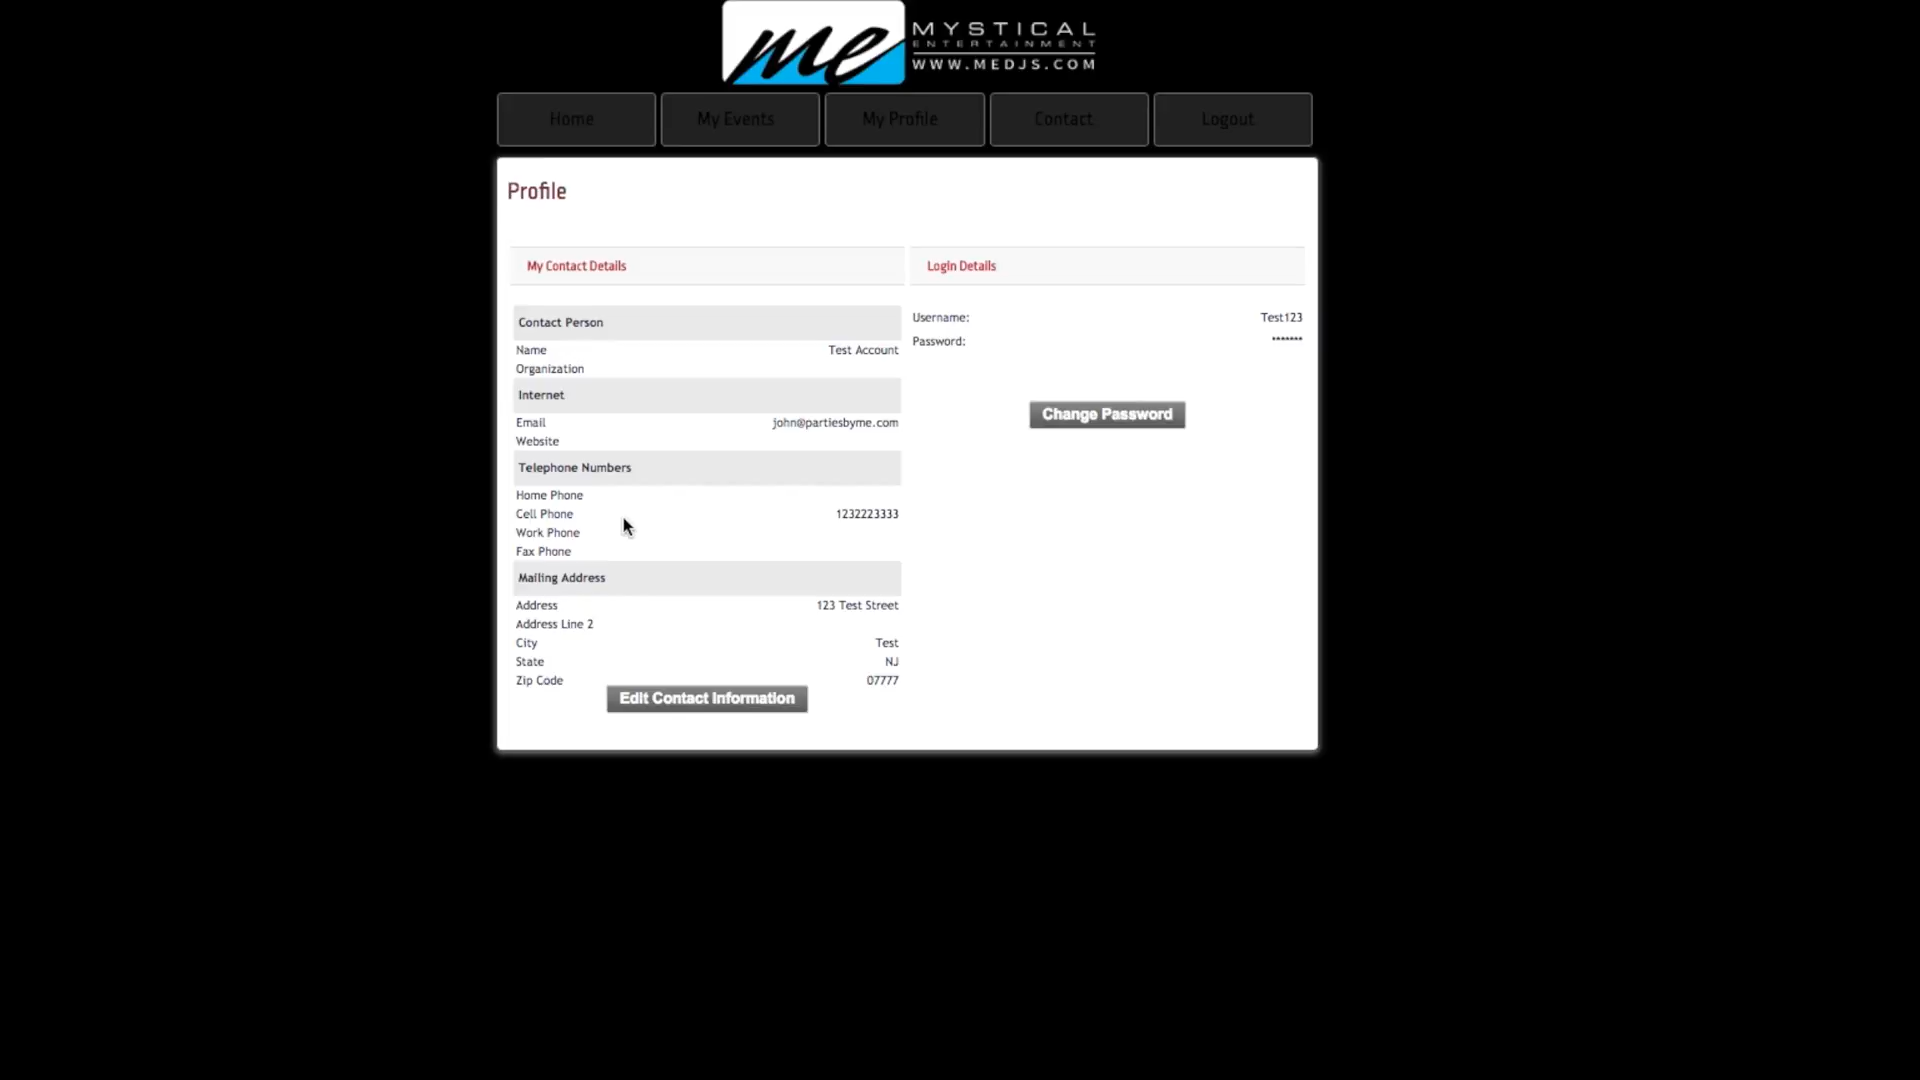 me MYSTICAL
ENTERTAINMENT
WWW.MEDJS.COM
Home My Events My Profile Contact Logout
Profile
My Contact Details
Login Details
Contact Person
Name Test Account
Organization
Internet
Email john@partiesbyme.com
Website
Telephone Numbers
Home Phone
Cell Phone 1232223333
Work Phone
Fax Phone
Mailing Address
Address 123 Test Street
Address Line 2
City Test
State NJ
Zip Code 07777
Edit Contact Information
Username: Test123
Password: *******
Change Password